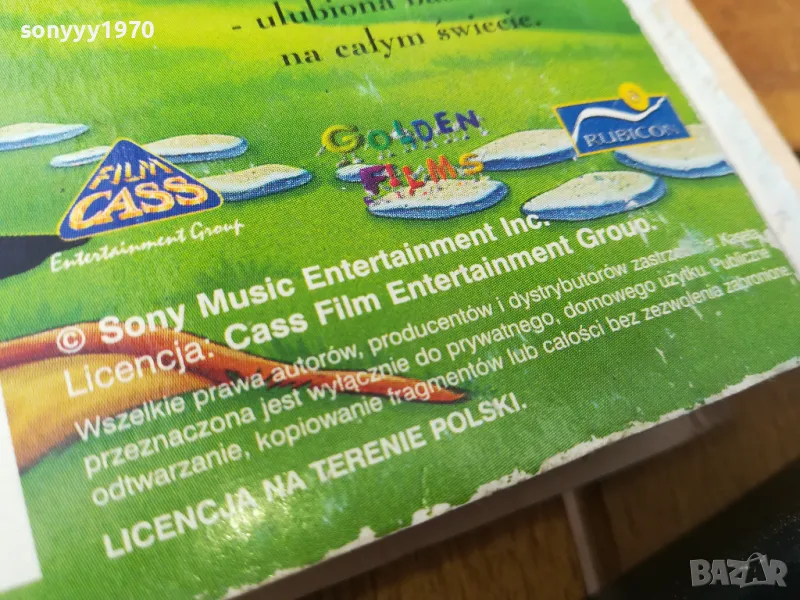 sonyyy1970
- ulubiona
na całym świecie.
FILM
CASS
Entertainment Group
GOLDEN
FILMS
RUBICON
© Sony Music Entertainment Inc.
Licencja: Cass Film Entertainment Group.
Wszelkie prawa autorów, producentów i dystrybutorów zastrzeżone. Kaseta
przeznaczona jest wyłącznie do prywatnego, domowego użytku. Publiczne
odtwarzanie, kopiowanie fragmentów lub całości bez zezwolenia zabronione.
LICENCJA NA TERENIE POLSKI.
BAZAR